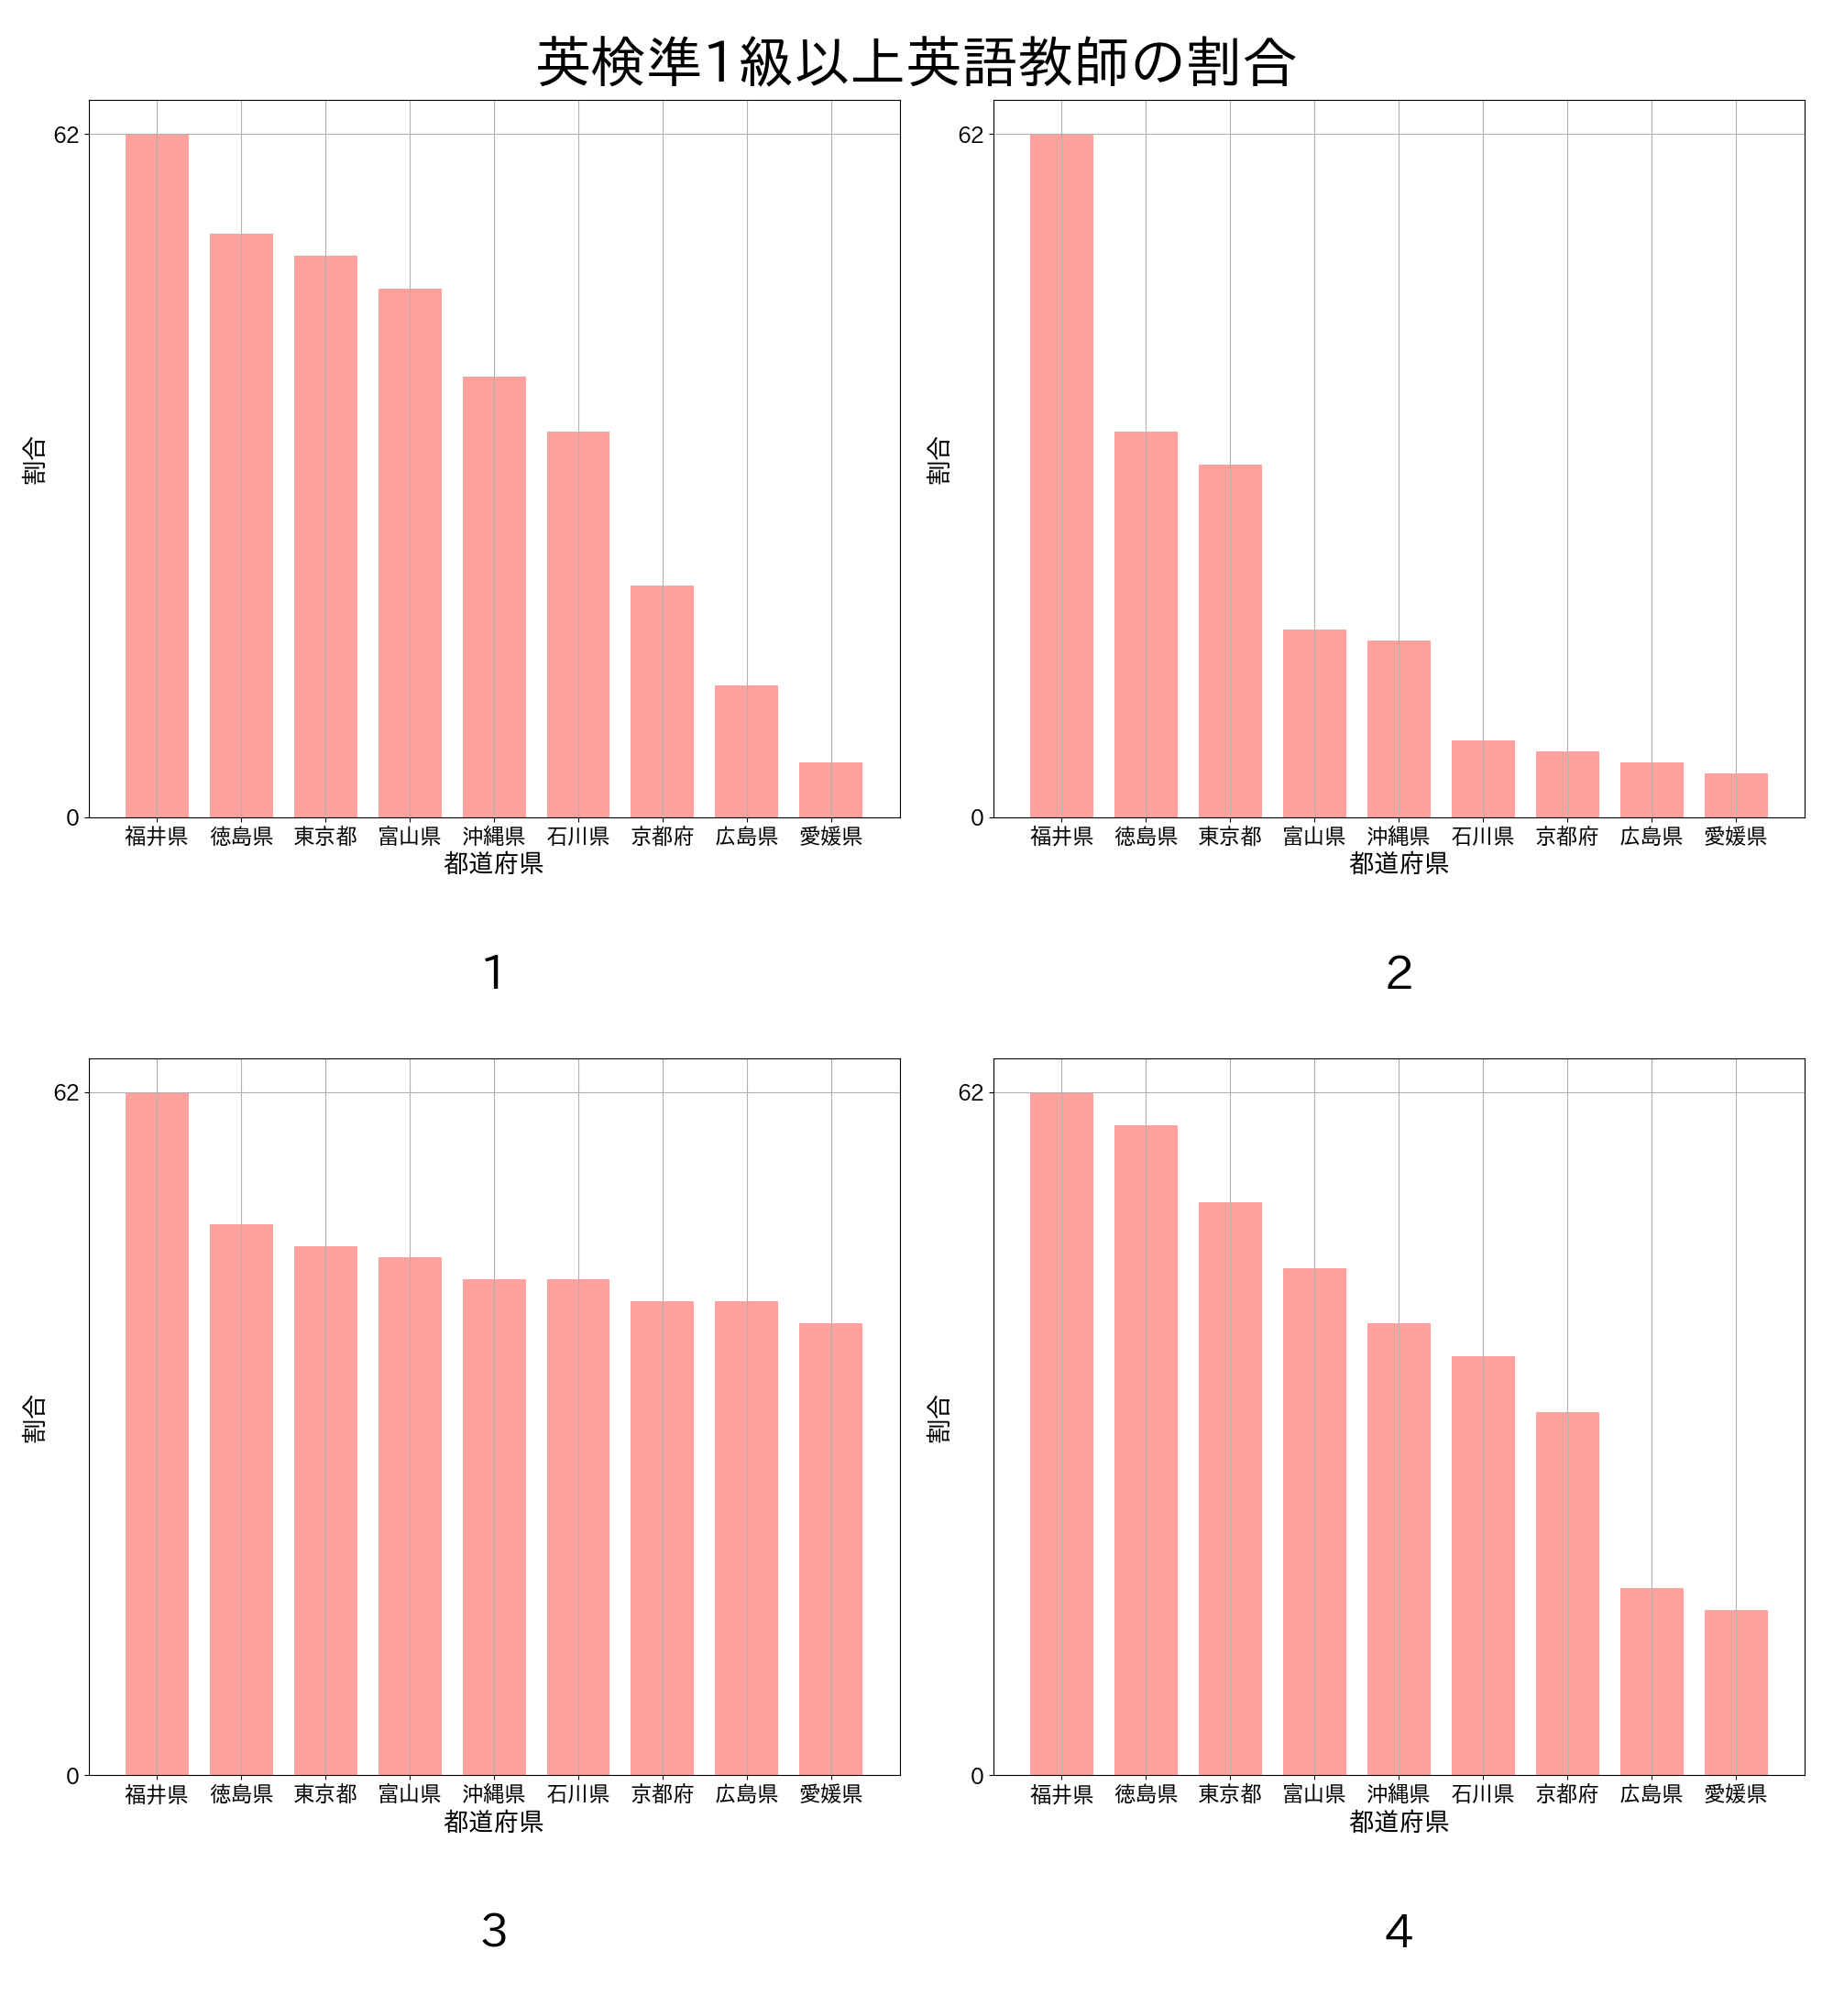 英検準1級以上英語教師の割合
62
0
割合
福井県 徳島県 東京都 富山県 沖縄県 石川県 京都府 広島県 愛媛県
都道府県
1
62
0
割合
福井県 徳島県 東京都 富山県 沖縄県 石川県 京都府 広島県 愛媛県
都道府県
2
62
0
割合
福井県 徳島県 東京都 富山県 沖縄県 石川県 京都府 広島県 愛媛県
都道府県
3
62
0
割合
福井県 徳島県 東京都 富山県 沖縄県 石川県 京都府 広島県 愛媛県
都道府県
4